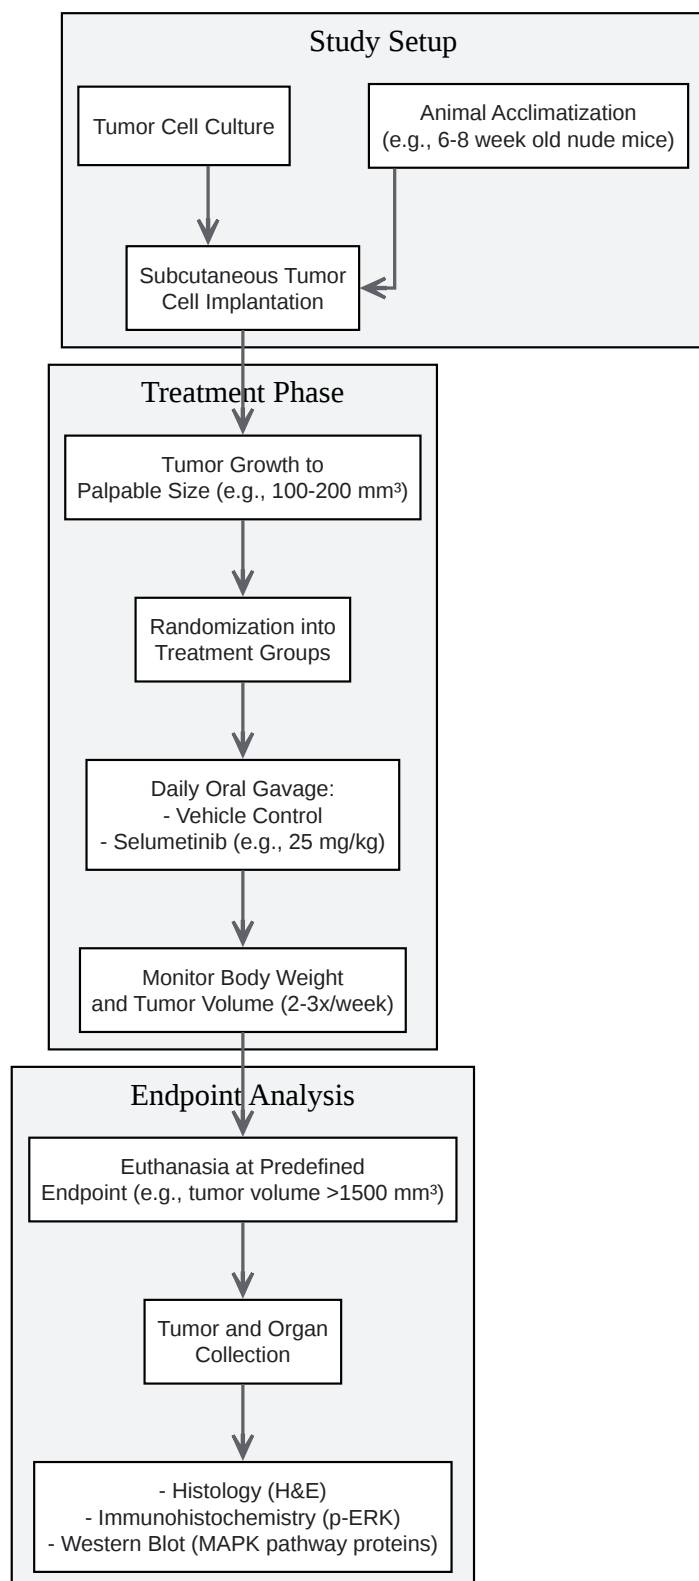 Study Setup
Tumor Cell Culture
Animal Acclimatization
(e.g., 6-8 week old nude mice)
Subcutaneous Tumor
Cell Implantation
Treatment Phase
Tumor Growth to
Palpable Size (e.g., 100-200 mm³)
Randomization into
Treatment Groups
Daily Oral Gavage:
- Vehicle Control
- Selumetinib (e.g., 25 mg/kg)
Monitor Body Weight
and Tumor Volume (2-3x/week)
Endpoint Analysis
Euthanasia at Predefined
Endpoint (e.g., tumor volume >1500 mm³)
Tumor and Organ
Collection
- Histology (H&E)
- Immunohistochemistry (p-ERK)
- Western Blot (MAPK pathway proteins)